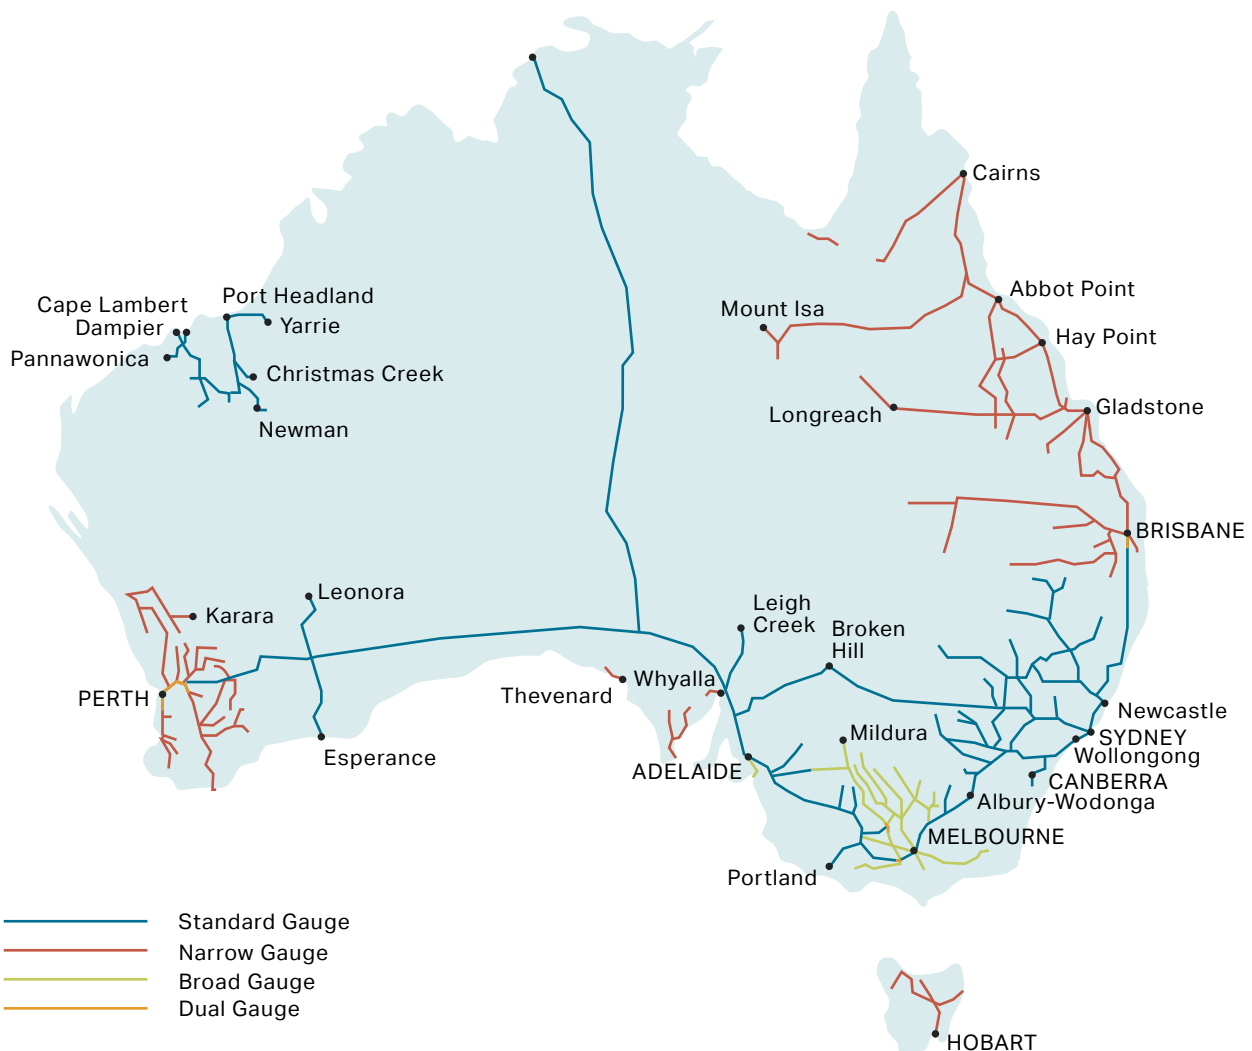 Cairns
Abbot Point
Port Headland
Cape Lambert
Mount Isa
Dampier
Yarrie
Hay Point
Pannawonica
Christmas Creek
Longreach
Gladstone
Newman
BRISBANE
Leonora
Leigh
Creek
Karara
Broken
Hill
Whyalla
Thevenard
PERTH
Newcastle
Mildura
SYDNEY
Wollongong
Esperance
ADELAIDE
CANBERRA
Albury-Wodonga
MELBOURNE
Portland
Standard Gauge
Narrow Gauge
Broad Gauge
Dual Gauge
HOBART